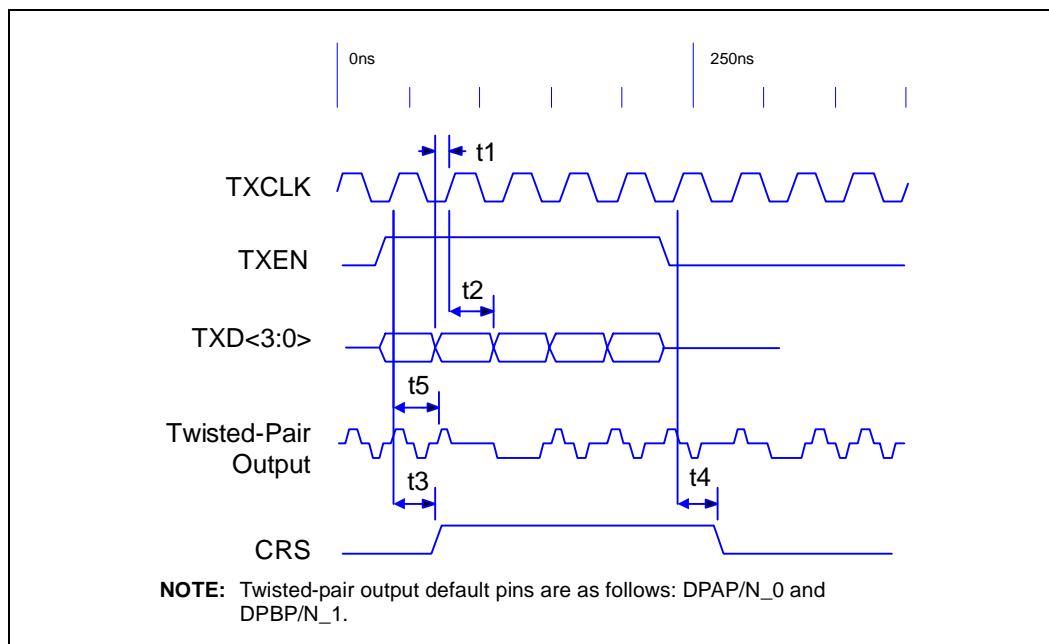 0ns
250ns
t1
TXCLK
TXEN
t2
TXD<3:0>
t5
Twisted-Pair
Output
t3
t4
CRS
NOTE: Twisted-pair output default pins are as follows: DPAP/N_0 and
DPBP/N_1.